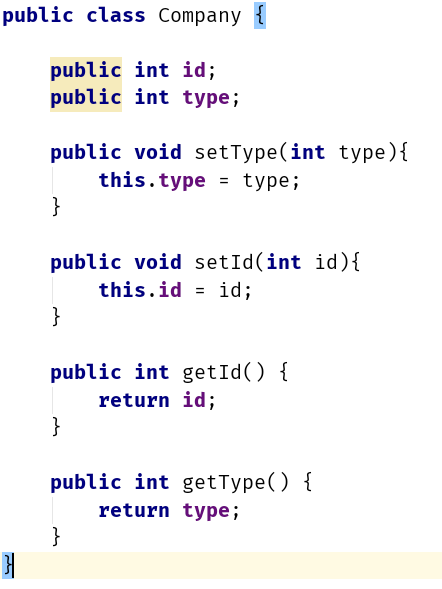 public class Company {
public int id;
public int type;
public void setType(int type){
this.type = type;
}
public void setId(int id){
this.id = id;
}
public int getId() {
return id;
}
public int getType() {
return type;
}
}